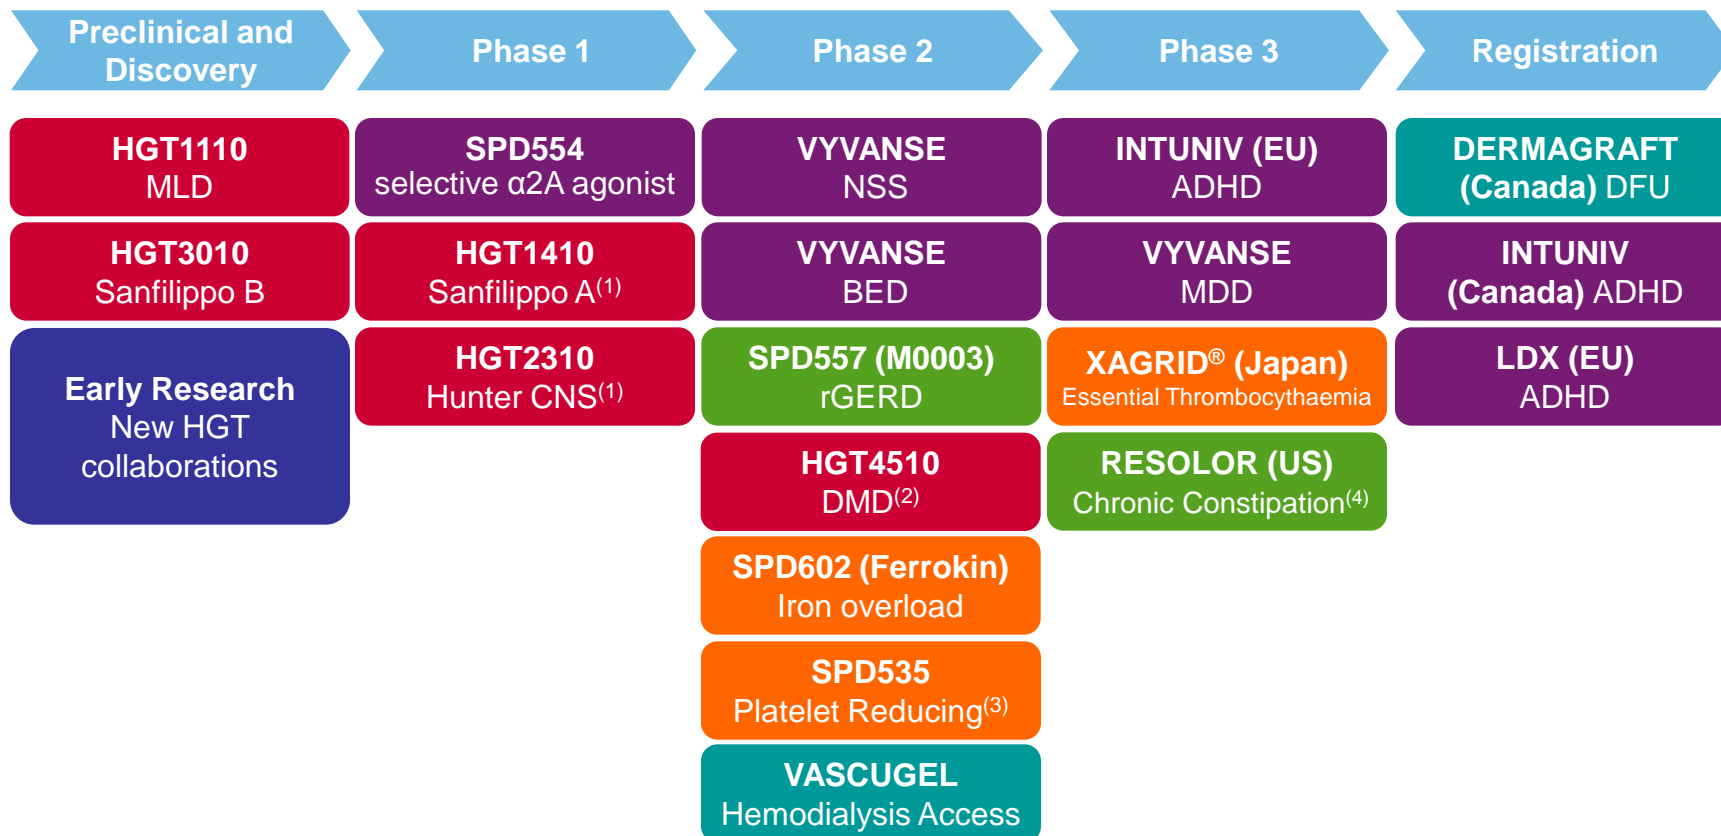 Preclinical and
Discovery
Phase 1
Phase 2
Phase 3
Registration
HGT1110
MLD
HGT3010
Sanfilippo B
Early Research
New HGT
collaborations
SPD554
selective α2A agonist
HGT1410
Sanfilippo A(1)
HGT2310
Hunter CNS(1)
VYVANSE
NSS
VYVANSE
BED
SPD557 (M0003)
rGERD
HGT4510
DMD(2)
SPD602 (Ferrokin)
Iron overload
SPD535
Platelet Reducing(3)
VASCUGEL
Hemodialysis Access
INTUNIV (EU)
ADHD
VYVANSE
MDD
XAGRID® (Japan)
Essential Thrombocythaemia
RESOLOR (US)
Chronic Constipation(4)
DERMAGRAFT
(Canada) DFU
INTUNIV
(Canada) ADHD
LDX (EU)
ADHD